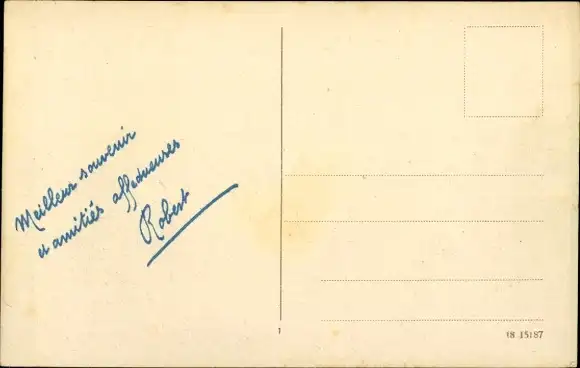 Meilleur souvenir
et amitiés affectueuses
Robert
1
18 15187